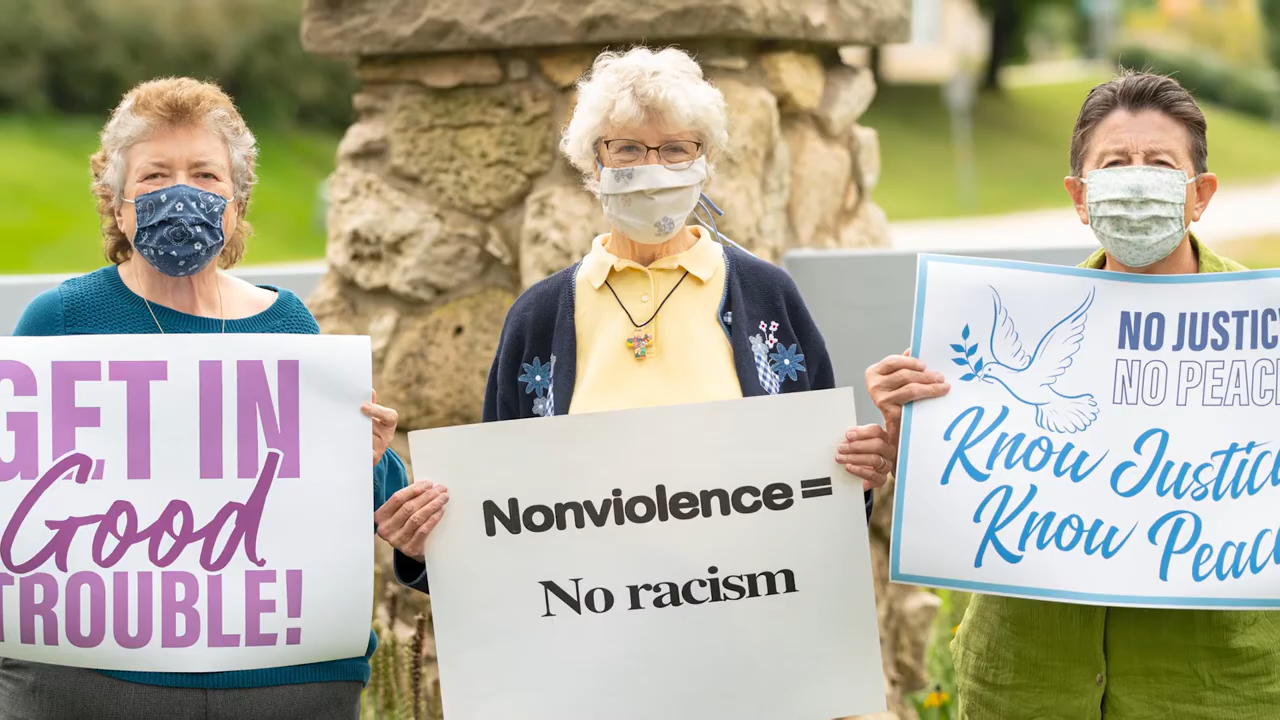 GET IN
Good
TROUBLE!
Nonviolence =
No racism
NO JUSTIC
NO PEAC
Know Justic
Know Peac